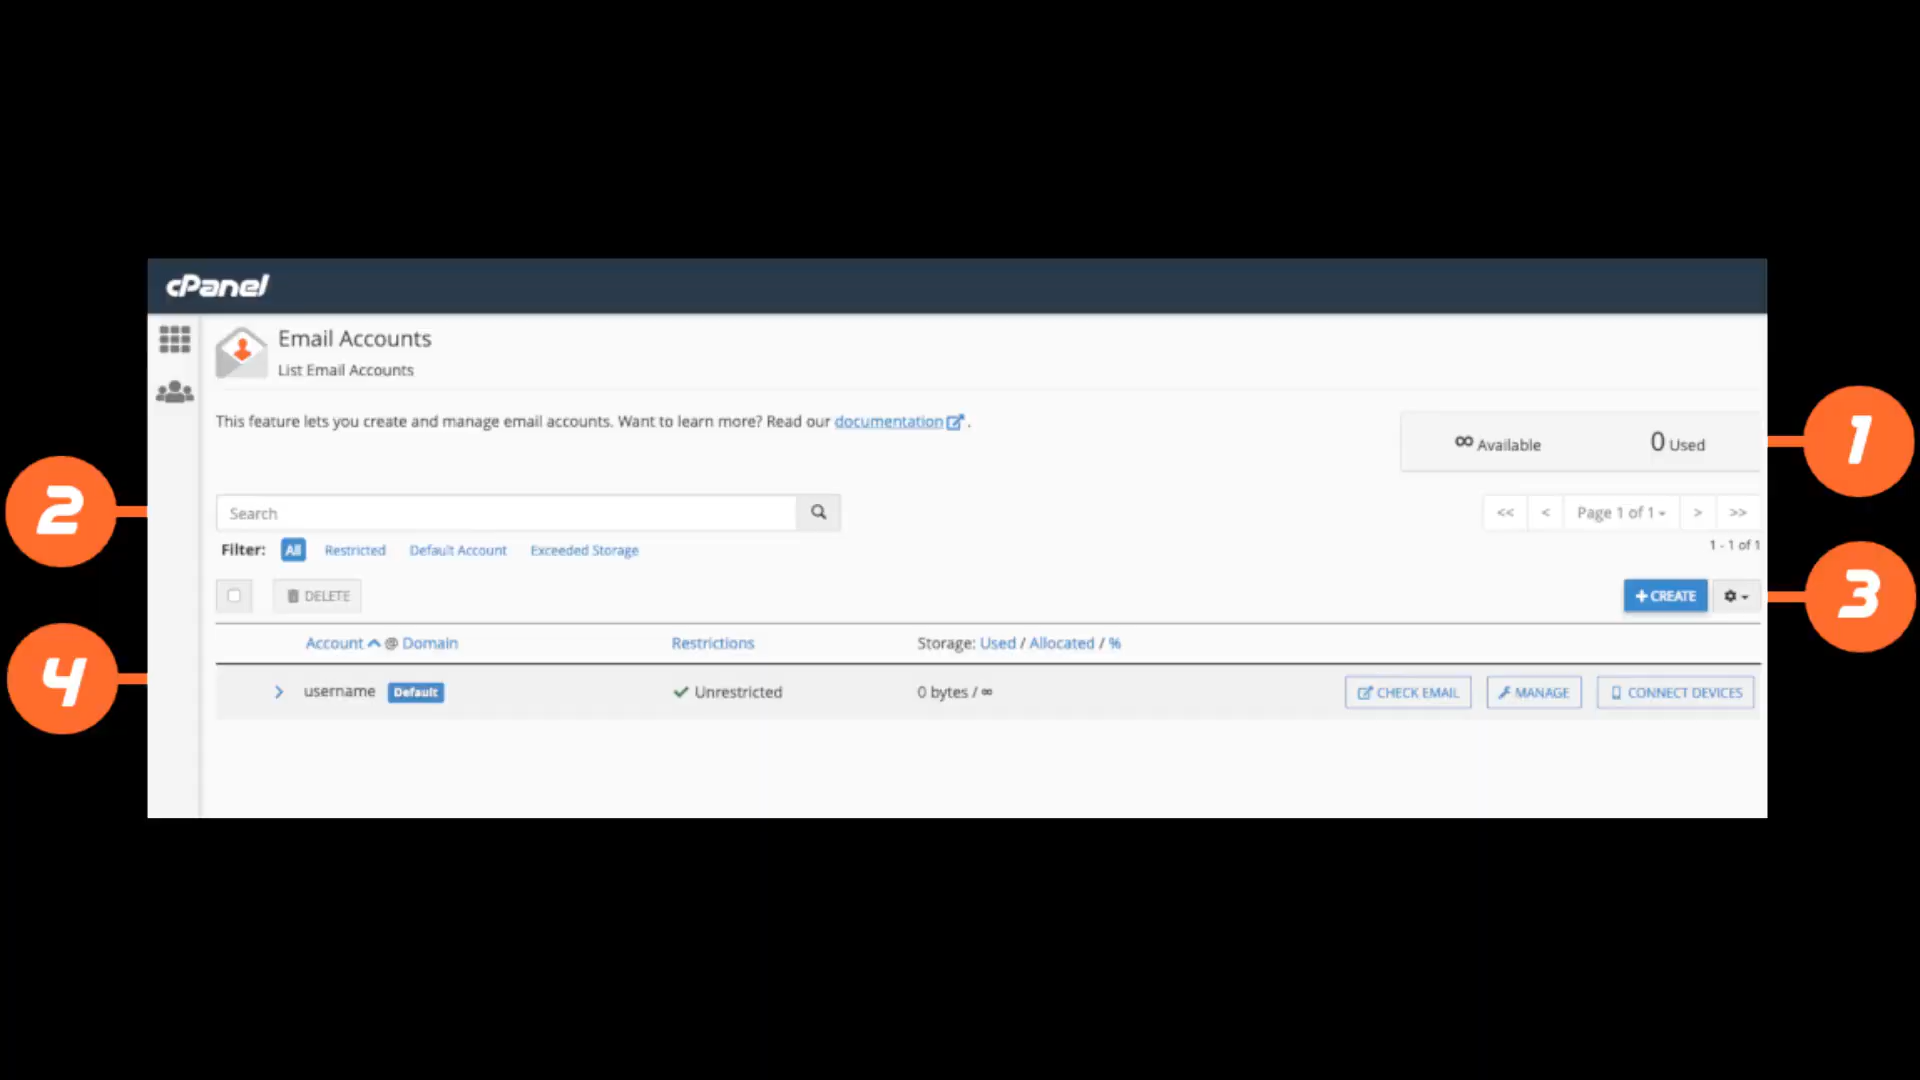 cPanel
Email Accounts
List Email Accounts
This feature lets you create and manage email accounts. Want to learn more? Read our documentation.
∞ Available 0 Used
1
2
Search
<< < Page 1 of 1 > >>
Filter: All Restricted Default Account Exceeded Storage
1 - 1 of 1
DELETE
+ CREATE
3
Account @ Domain Restrictions Storage: Used / Allocated / %
4
username Default Unrestricted 0 bytes / ∞ CHECK EMAIL MANAGE CONNECT DEVICES